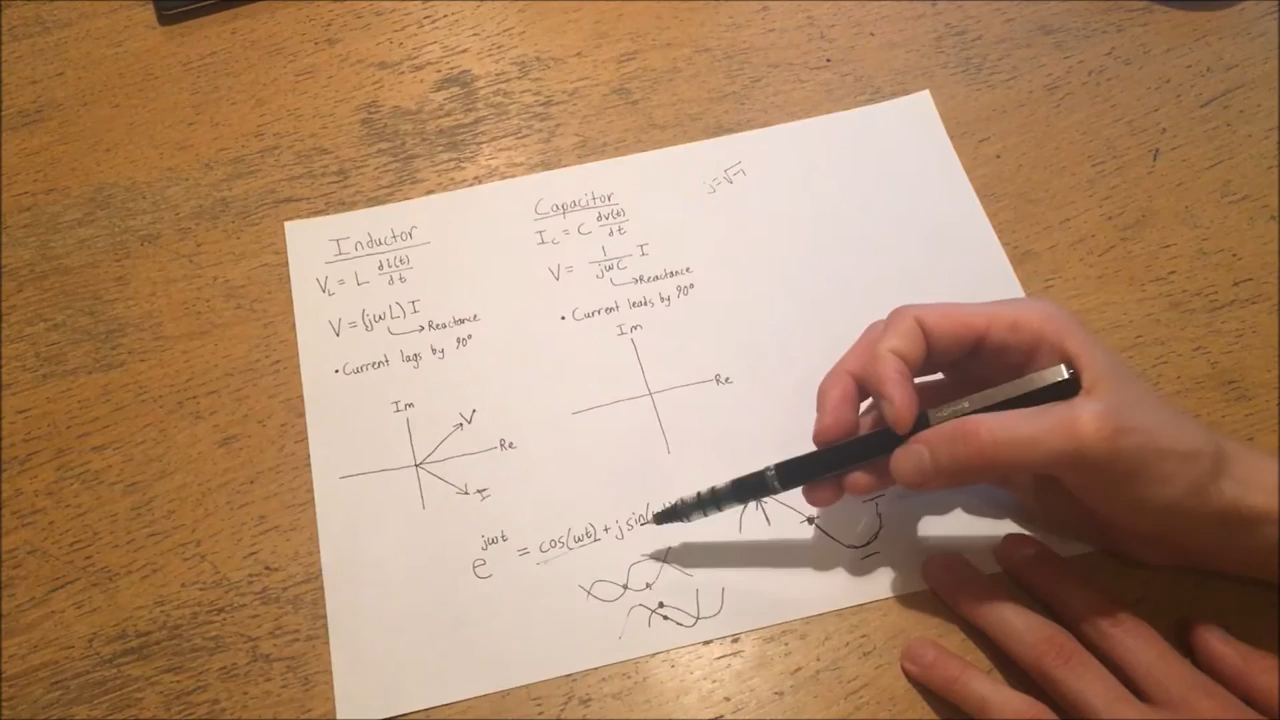 Inductor
V_L = L di(t)/dt
V = (jωL) I
→ Reactance
• Current lags by 90°
Im
V
Re
I
Capacitor
I_C = C dv(t)/dt
V = 1/jωC I
→ Reactance
• Current leads by 90°
Im
Re
j = √-1
e^jωt = cos(ωt) + j sin(